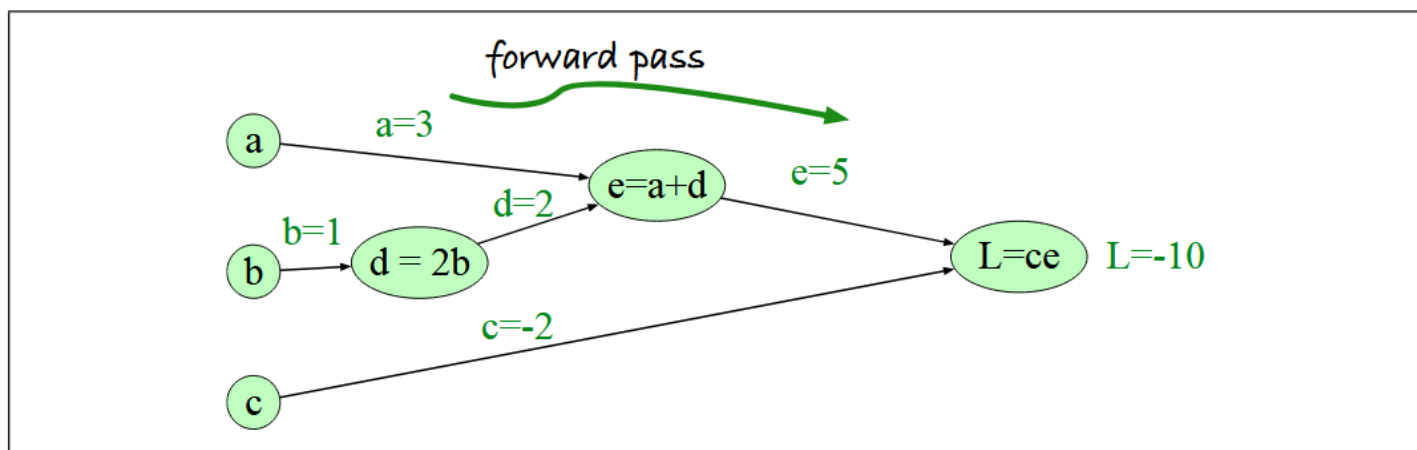 forward pass
a
a=3
e=a+d
e=5
b
b=1
d = 2b
d=2
L=ce
L=-10
c
c=-2